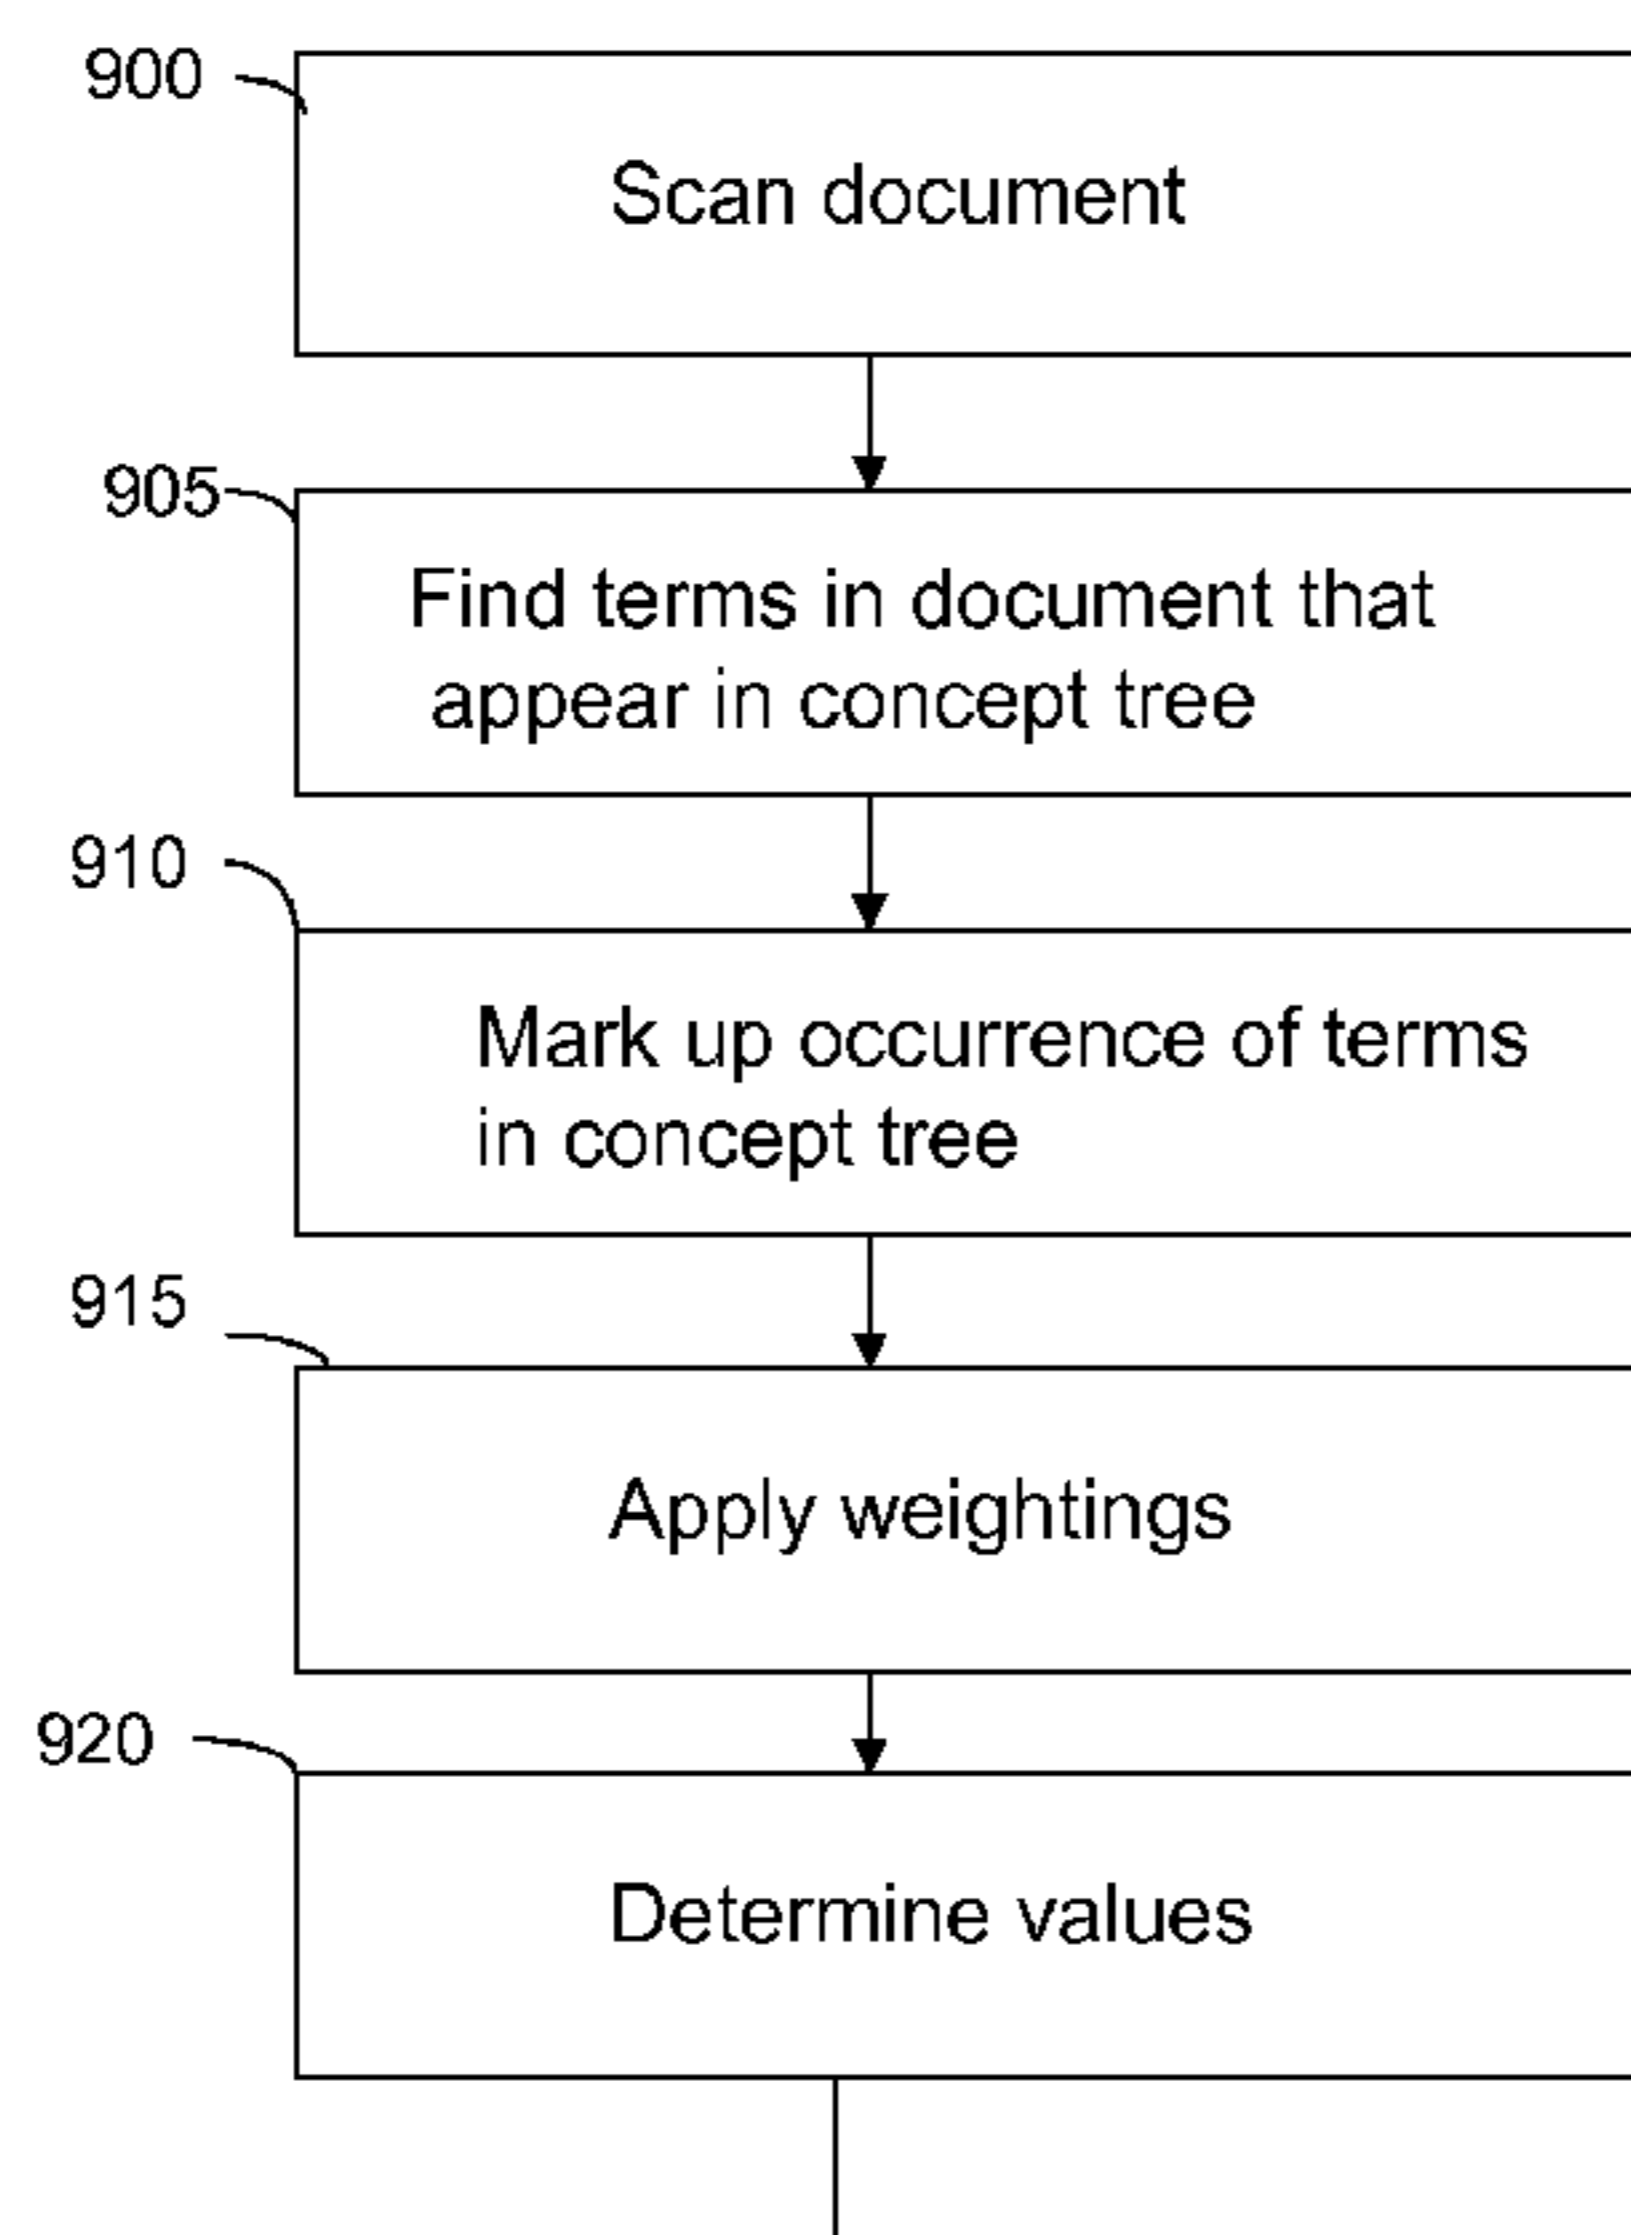 900
Scan document
905
Find terms in document that
appear in concept tree
910
Mark up occurrence of terms
in concept tree
915
Apply weightings
920
Determine values